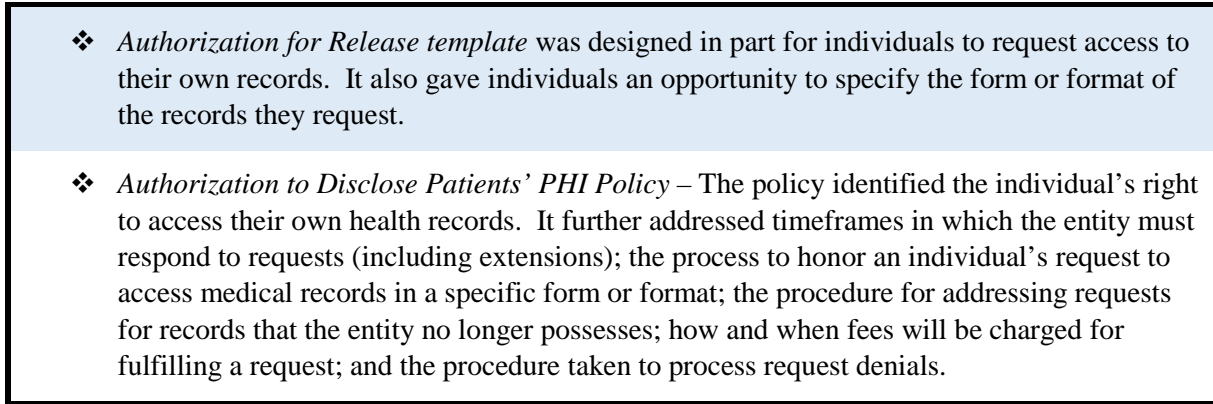 ❖ Authorization for Release template was designed in part for individuals to request access to
their own records.  It also gave individuals an opportunity to specify the form or format of
the records they request.
❖ Authorization to Disclose Patients’ PHI Policy – The policy identified the individual’s right
to access their own health records.  It further addressed timeframes in which the entity must
respond to requests (including extensions); the process to honor an individual’s request to
access medical records in a specific form or format; the procedure for addressing requests
for records that the entity no longer possesses; how and when fees will be charged for
fulfilling a request; and the procedure taken to process request denials.